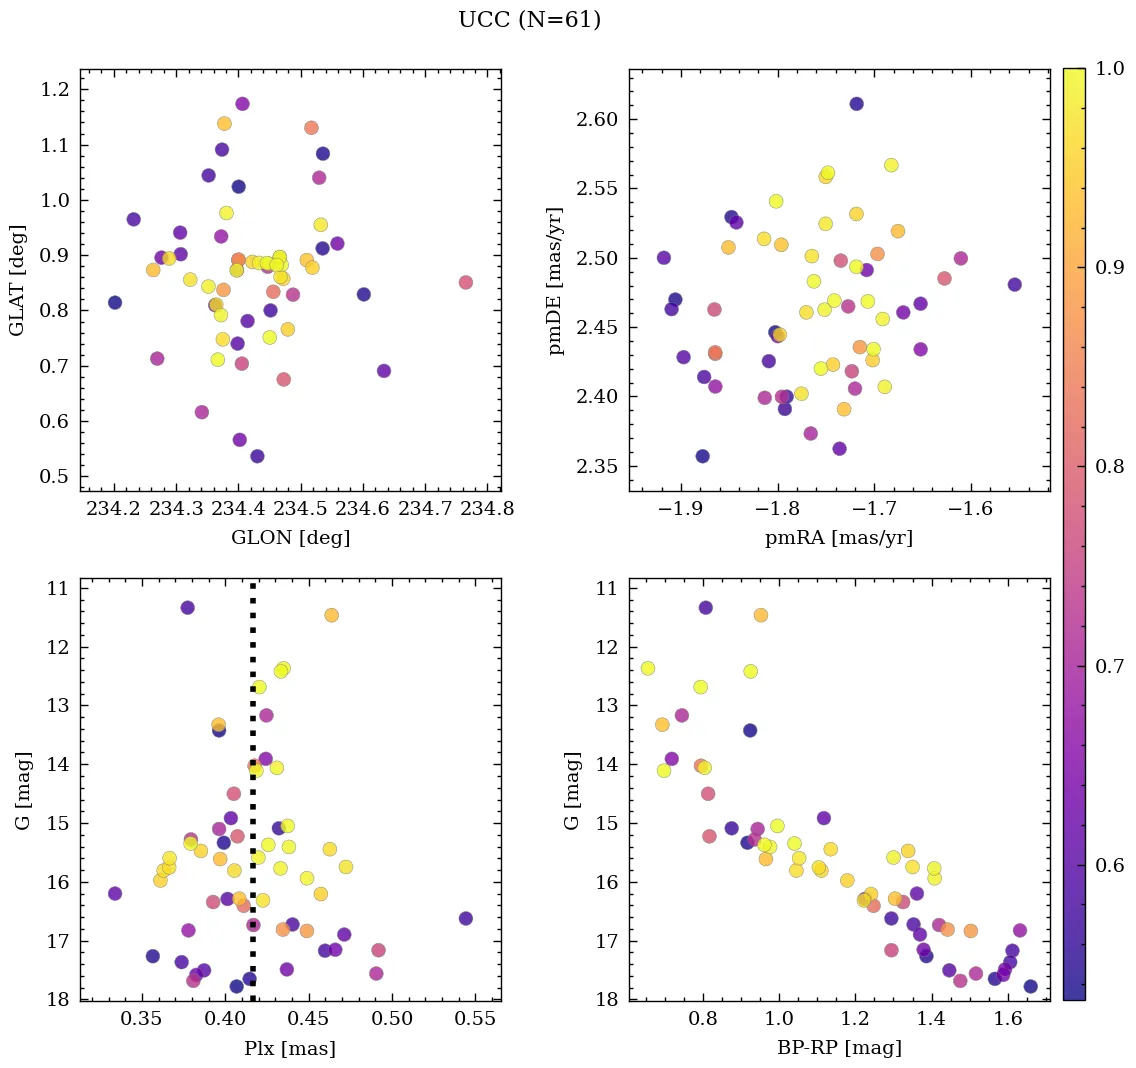 UCC (N=61)
1.2
1.1
1.0
0.9
0.8
0.7
0.6
0.5
GLAT [deg]
234.2 234.3 234.4 234.5 234.6 234.7 234.8
GLON [deg]
2.60
2.55
2.50
2.45
2.40
2.35
pmDE [mas/yr]
−1.9 −1.8 −1.7 −1.6
pmRA [mas/yr]
11
12
13
14
15
16
17
18
G [mag]
0.35 0.40 0.45 0.50 0.55
Plx [mas]
11
12
13
14
15
16
17
18
G [mag]
0.8 1.0 1.2 1.4 1.6
BP-RP [mag]
1.0
0.9
0.8
0.7
0.6